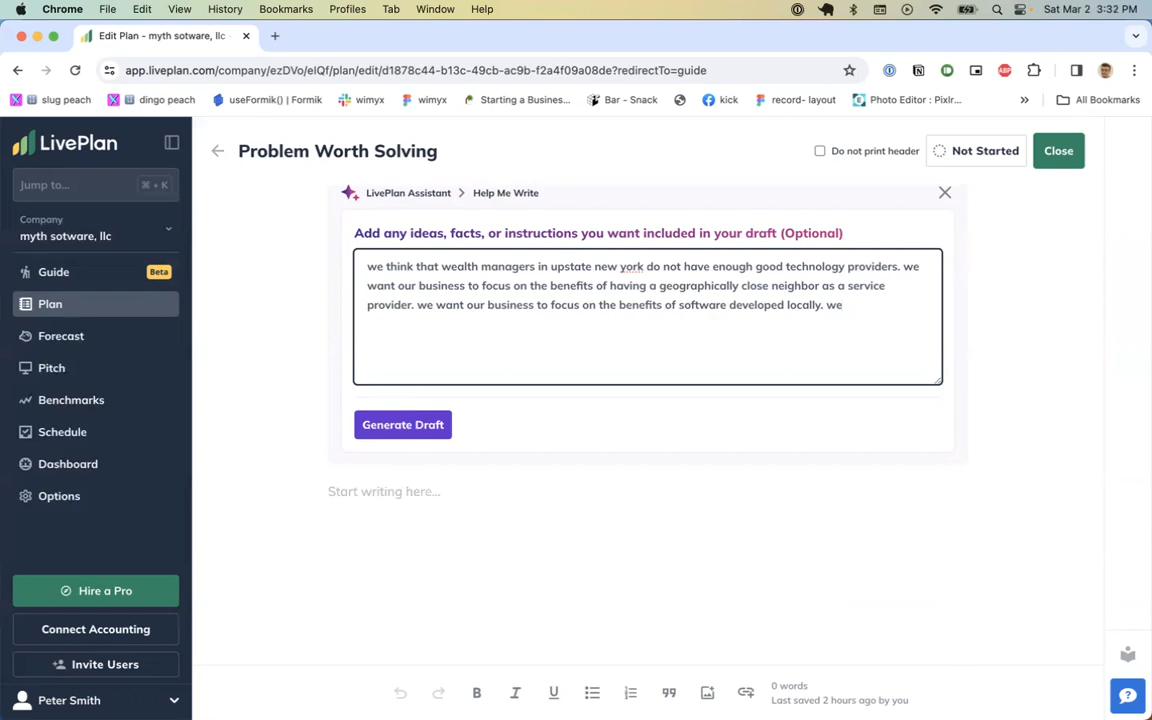 Chrome File Edit View History Bookmarks Profiles Tab Window Help Sat Mar 2 3:32 PM
Edit Plan - myth sotware, llc
app.liveplan.com/company/ezDVo/eIQf/plan/edit/d1878c44-b13c-49cb-ac9b-f2a4f09a08de?redirectTo=guide
slug peach dingo peach useFormik() | Formik wimyx wimyx Starting a Business... Bar - Snack kick record- layout Photo Editor : Pixlr... » All Bookmarks
LivePlan
Problem Worth Solving
Do not print header
Not Started
Close
Jump to... ⌘ + K
LivePlan Assistant > Help Me Write
Company
myth sotware, llc
Add any ideas, facts, or instructions you want included in your draft (Optional)
we think that wealth managers in upstate new york do not have enough good technology providers. we
want our business to focus on the benefits of having a geographically close neighbor as a service
provider. we want our business to focus on the benefits of software developed locally. we
Guide Beta
Plan
Forecast
Pitch
Benchmarks
Schedule
Dashboard
Options
Generate Draft
Start writing here...
Hire a Pro
Connect Accounting
Invite Users
Peter Smith
B I U
0 words
Last saved 2 hours ago by you